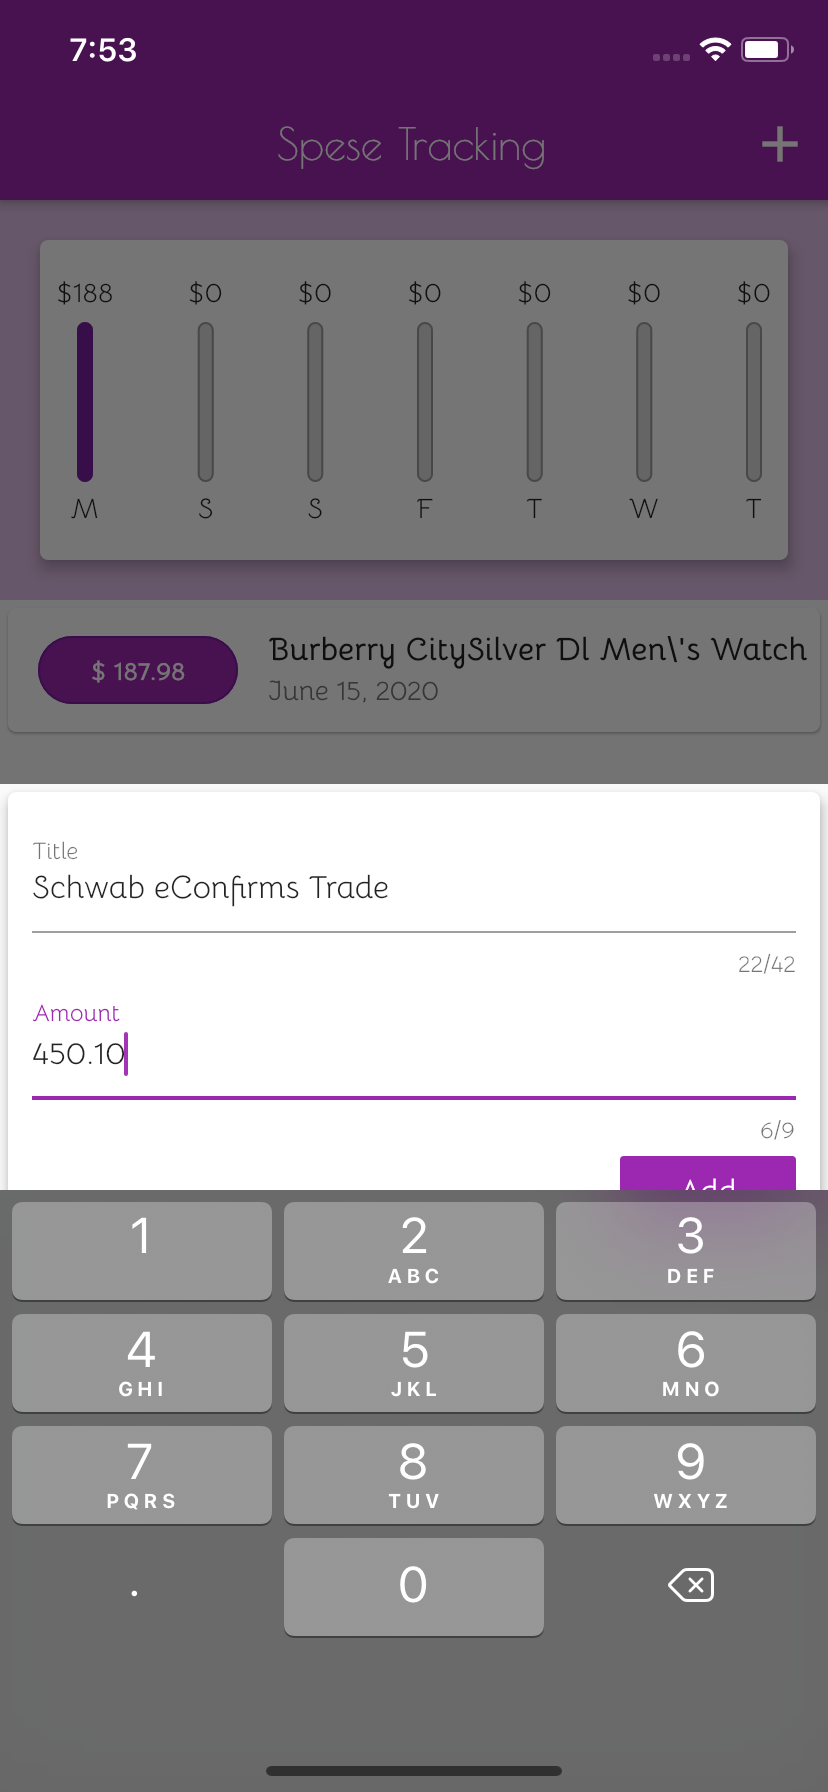 7:53
Spese Tracking
$188 $0 $0 $0 $0 $0 $0
M S S F T W T
$ 187.98
Burberry CitySilver Dl Men\'s Watch
June 15, 2020
Title
Schwab eConfirms Trade
22/42
Amount
450.10
6/9
Add
1 2 3
ABC DEF
4 5 6
GHI JKL MNO
7 8 9
PQRS TUV WXYZ
. 0